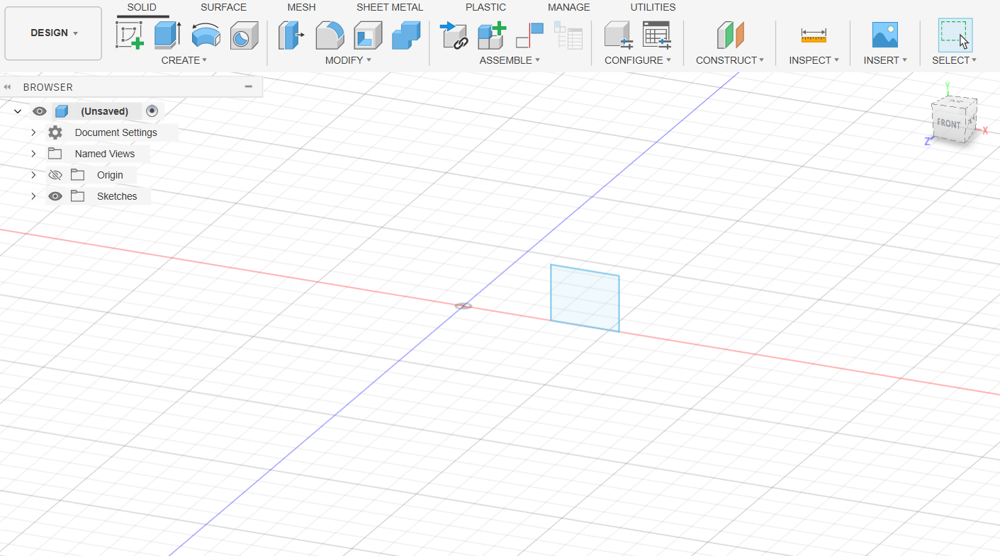 SOLID SURFACE MESH SHEET METAL PLASTIC MANAGE UTILITIES
DESIGN
CREATE MODIFY ASSEMBLE CONFIGURE CONSTRUCT INSPECT INSERT SELECT
BROWSER
(Unsaved)
Document Settings
Named Views
Origin
Sketches
Y
FRONT
X
Z